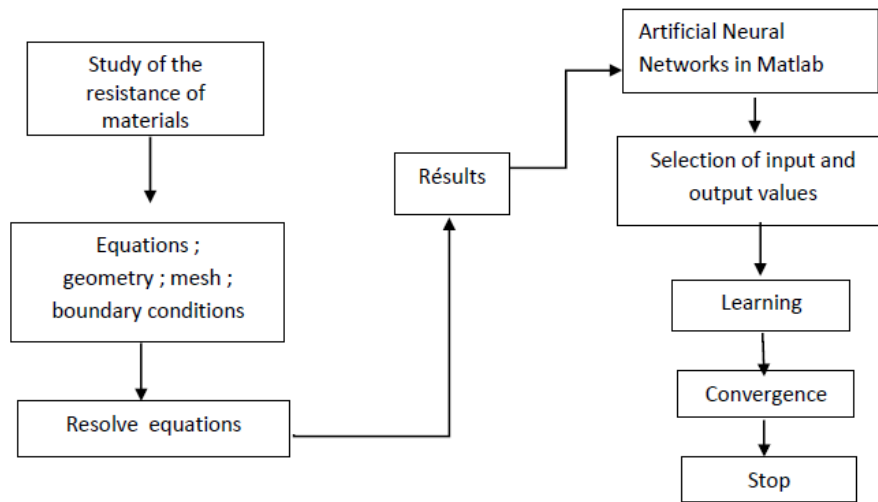 Study of the
resistance of
materials
Equations ;
geometry ; mesh ;
boundary conditions
Resolve equations
Résults
Artificial Neural
Networks in Matlab
Selection of input and
output values
Learning
Convergence
Stop